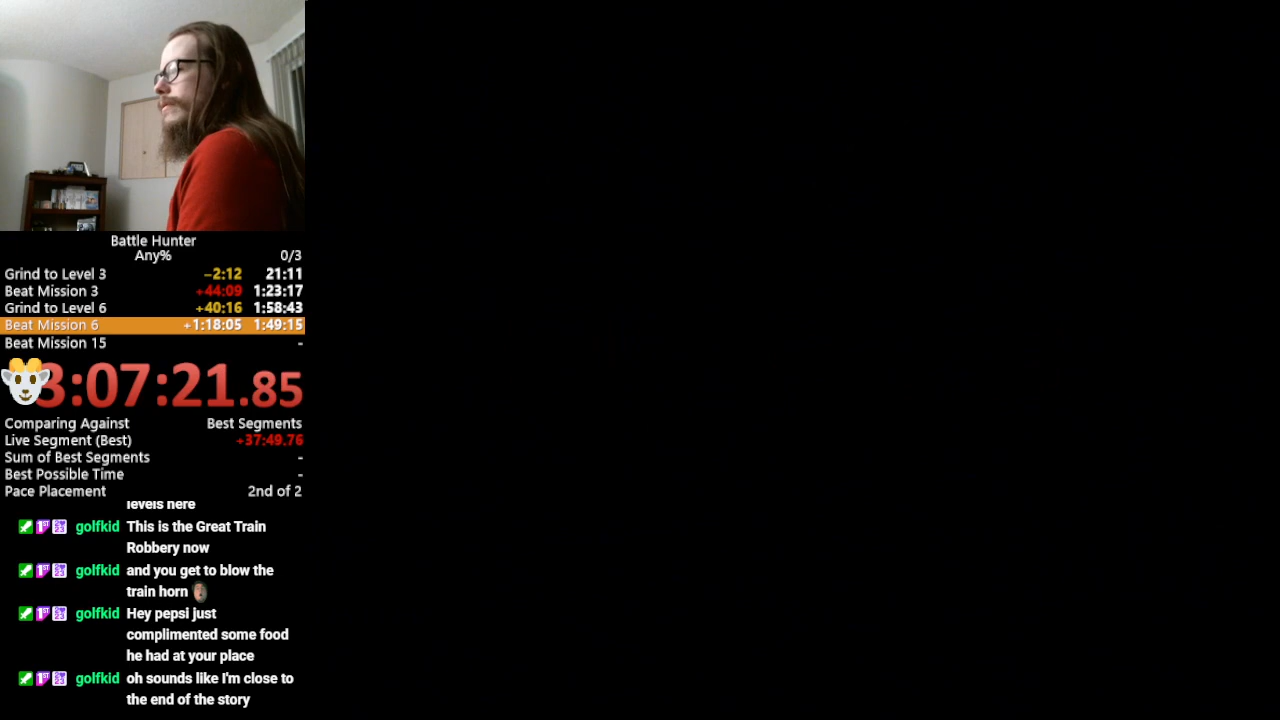 Battle Hunter
Any% 0/3
Grind to Level 3 −2:12 21:11
Beat Mission 3 +44:09 1:23:17
Grind to Level 6 +40:16 1:58:43
Beat Mission 6 +1:18:05 1:49:15
Beat Mission 15 -
3:07:21.85
Comparing Against Best Segments
Live Segment (Best) +37:49.76
Sum of Best Segments -
Best Possible Time -
Pace Placement 2nd of 2
levels here
golfkid This is the Great Train
Robbery now
golfkid and you get to blow the
train horn
golfkid Hey pepsi just
complimented some food
he had at your place
golfkid oh sounds like I'm close to
the end of the story